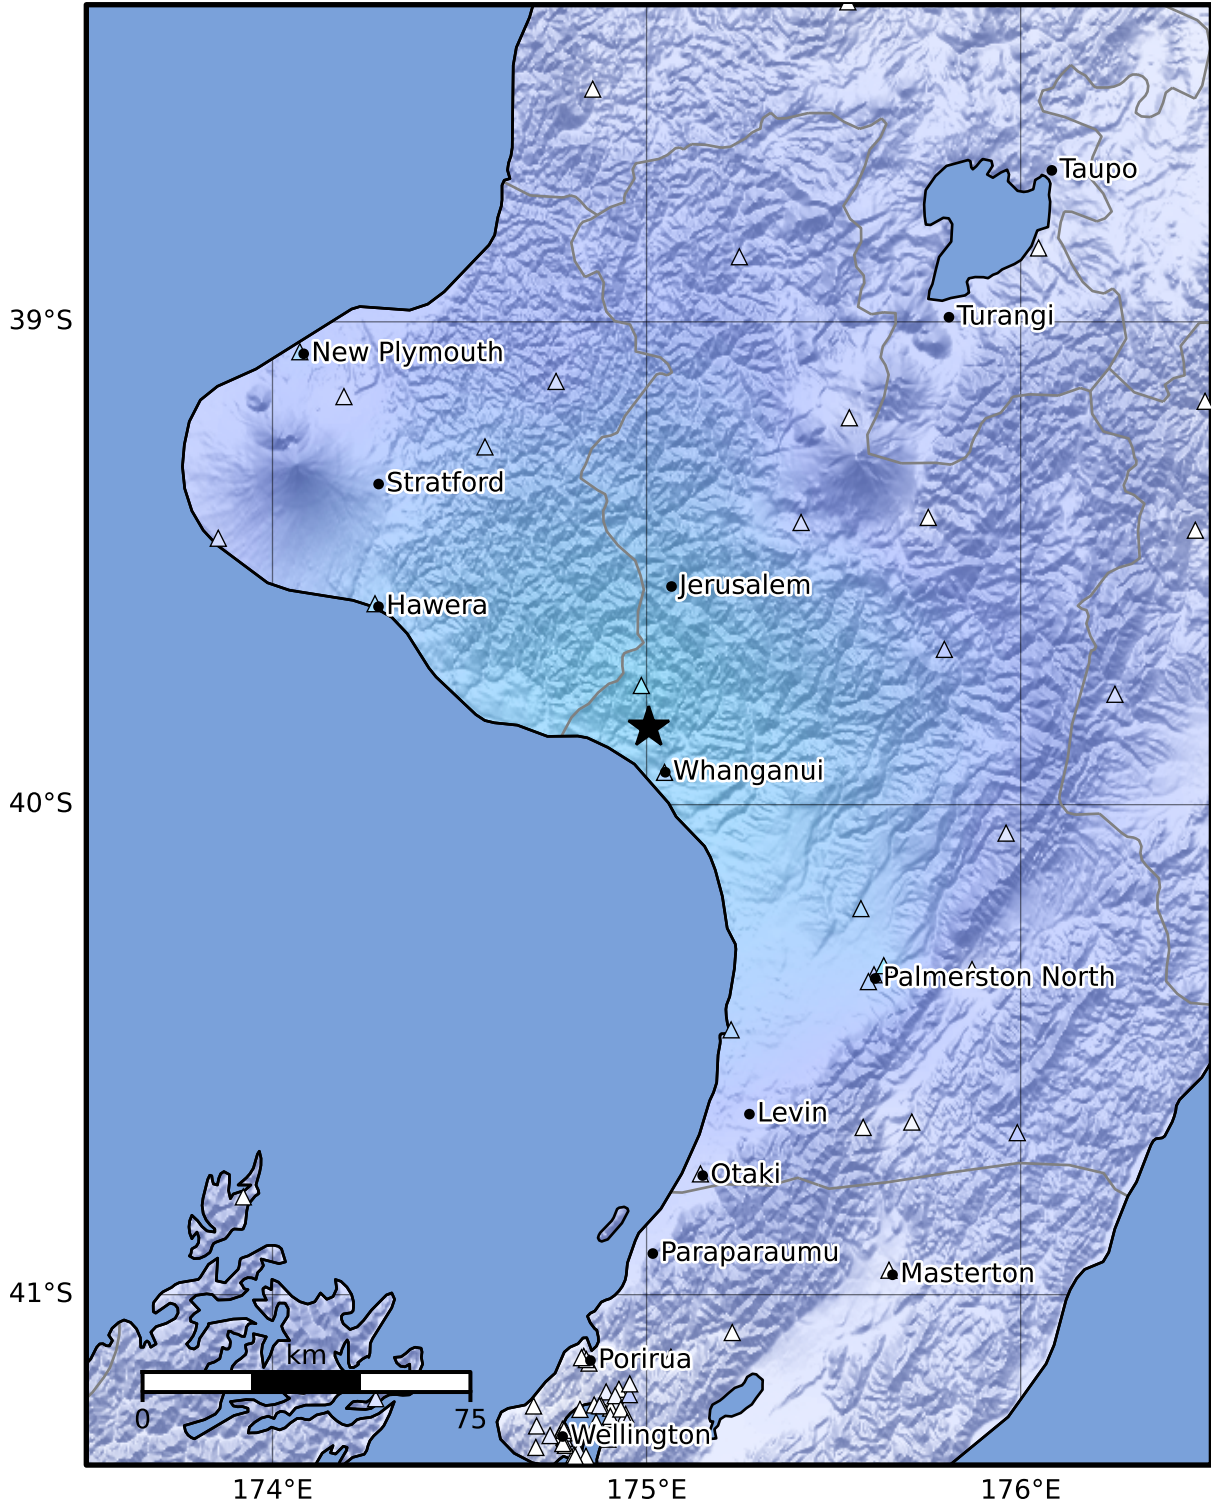 Taupo
Turangi
39°S
New Plymouth
Stratford
Jerusalem
Hawera
Whanganui
40°S
Palmerston North
Levin
Otaki
Paraparaumu
Masterton
41°S
km
Porirua
0
75
Wellington
174°E
175°E
176°E